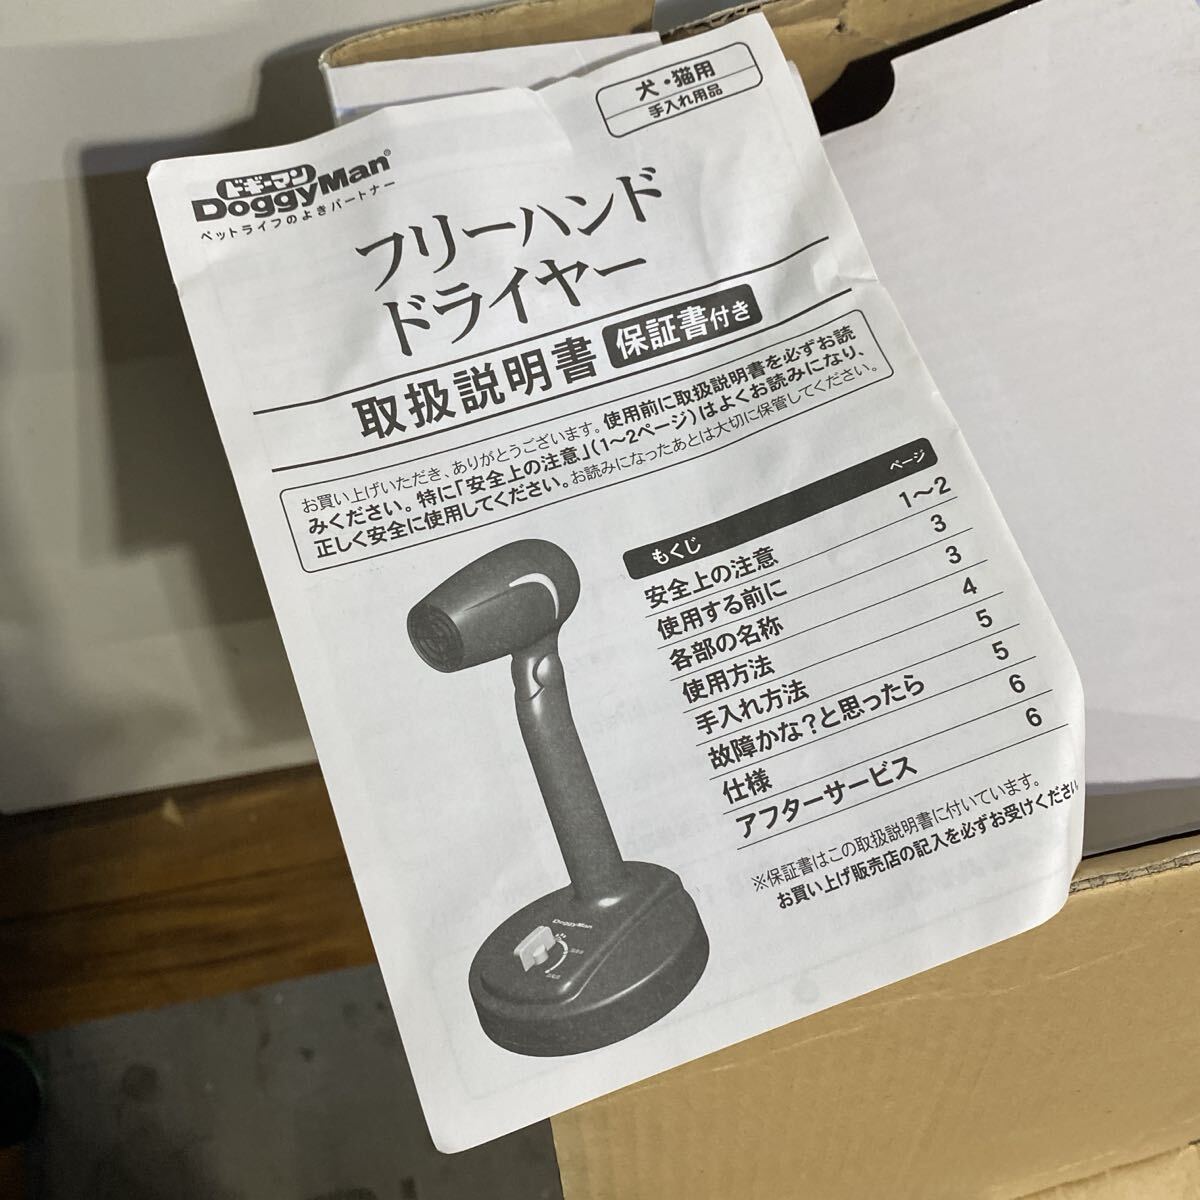 犬・猫用
手入れ用品
ドギーマン
DoggyMan®
ペットライフのよきパートナー
フリーハンド
ドライヤー
取扱説明書 保証書付き
お買い上げいただき、ありがとうございます。使用前に取扱説明書を必ずお読
みください。特に「安全上の注意」(1〜2ページ)はよくお読みになり、
正しく安全に使用してください。お読みになったあとは大切に保管してください。
もくじ ページ
安全上の注意 1〜2
使用する前に 3
各部の名称 3
使用方法 4
手入れ方法 5
故障かな?と思ったら 5
仕様 6
アフターサービス 6
※保証書はこの取扱説明書に付いています。
お買い上げ販売店の記入を必ずお受けください
DoggyMan